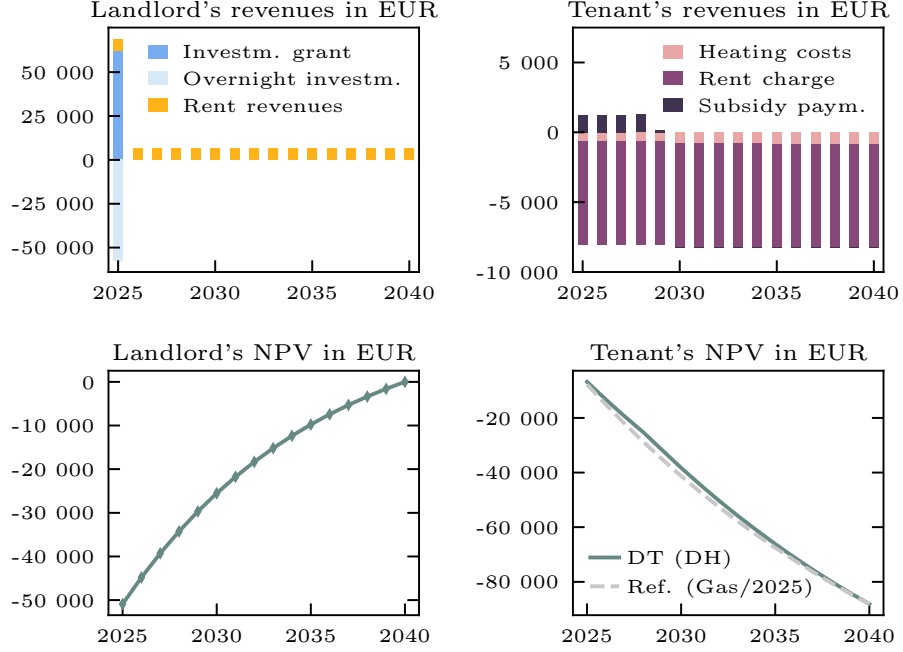 Landlord's revenues in EUR
50 000
25 000
0
-25 000
-50 000
Investm. grant
Overnight investm.
Rent revenues
2025 2030 2035 2040
Tenant's revenues in EUR
5 000
0
-5 000
-10 000
Heating costs
Rent charge
Subsidy paym.
2025 2030 2035 2040
Landlord's NPV in EUR
0
-10 000
-20 000
-30 000
-40 000
-50 000
2025 2030 2035 2040
Tenant's NPV in EUR
-20 000
-40 000
-60 000
-80 000
DT (DH)
Ref. (Gas/2025)
2025 2030 2035 2040